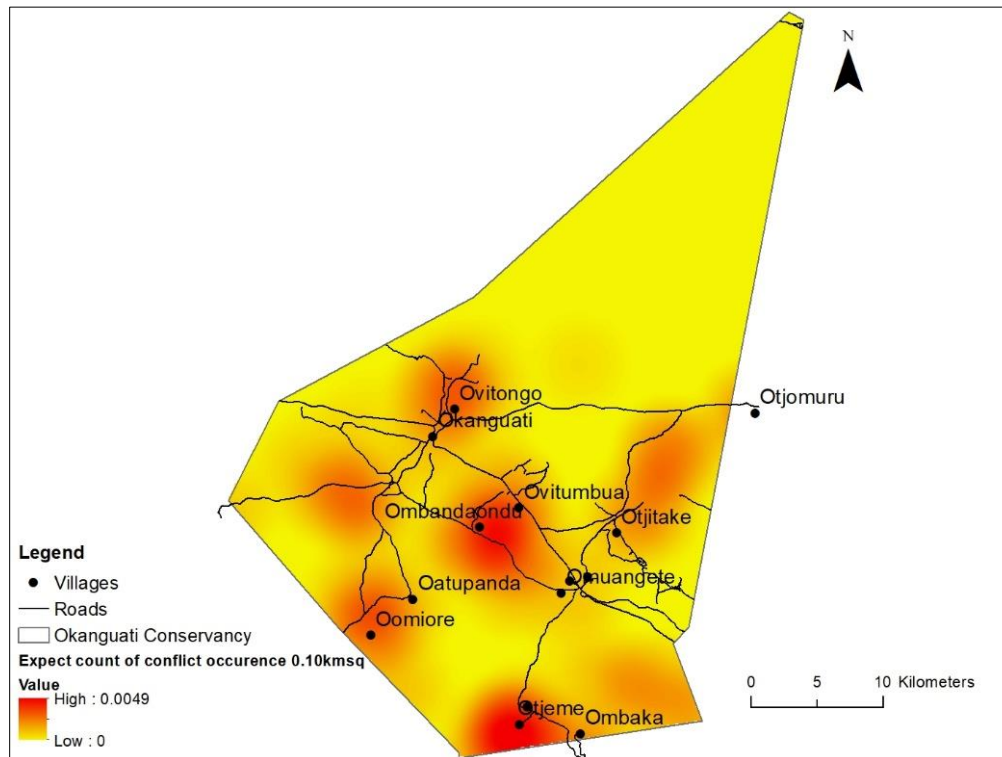 N
Ovitongo
Otjomuru
Okanguati
Ovitumbua
Ombandaondu
Otjitake
Omuangete
Oatupanda
Oomiore
Otjeme
Ombaka
Legend
Villages
Roads
Okanguati Conservancy
Expect count of conflict occurence 0.10kmsq
Value
High : 0.0049
Low : 0
0 5 10 Kilometers